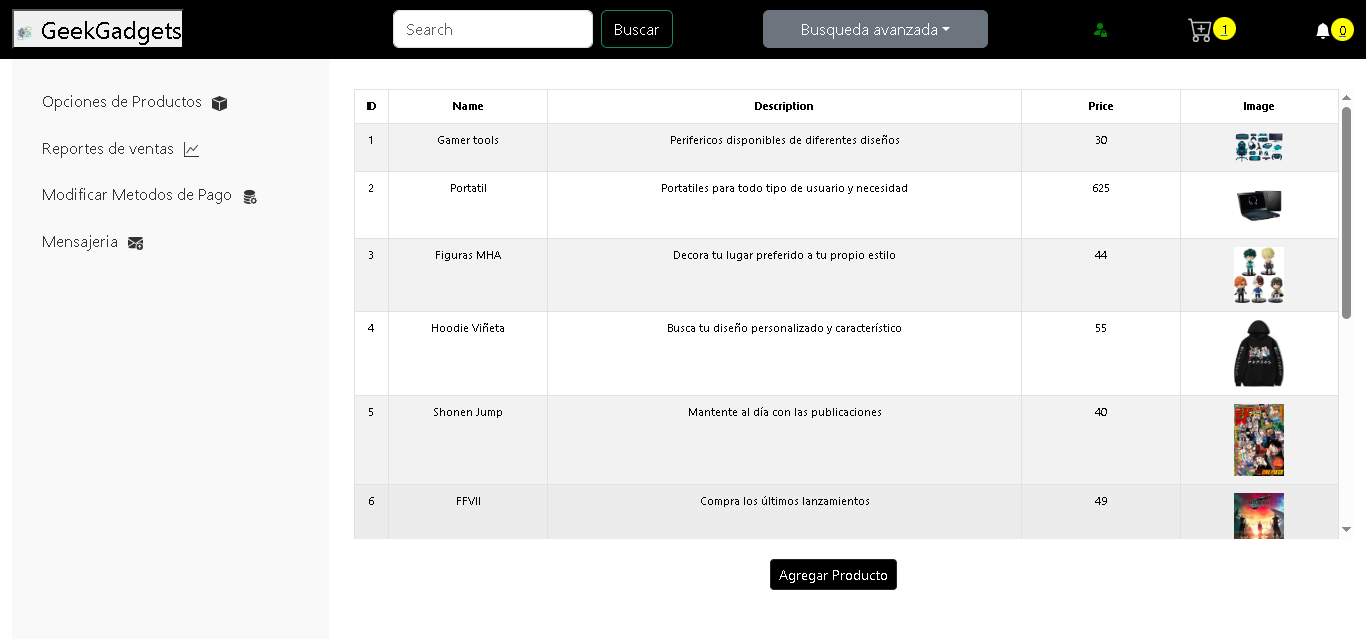 GeekGadgets Search Buscar Busqueda avanzada 1 0
Opciones de Productos
Reportes de ventas
Modificar Metodos de Pago
Mensajeria
ID Name Description Price Image
1 Gamer tools Perifericos disponibles de diferentes diseños 30
2 Portatil Portatiles para todo tipo de usuario y necesidad 625
3 Figuras MHA Decora tu lugar preferido a tu propio estilo 44
4 Hoodie Viñeta Busca tu diseño personalizado y característico 55
5 Shonen Jump Mantente al día con las publicaciones 40
6 FFVII Compra los últimos lanzamientos 49
Agregar Producto